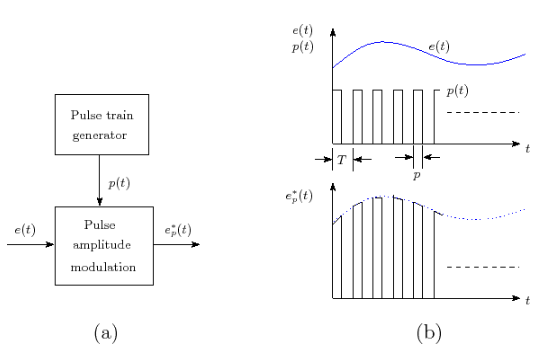 Pulse train
generator
p(t)
e(t)
Pulse
amplitude
modulation
e*p(t)
(a)
e(t)
p(t)
e(t)
p(t)
T
p
t
e*p(t)
t
(b)